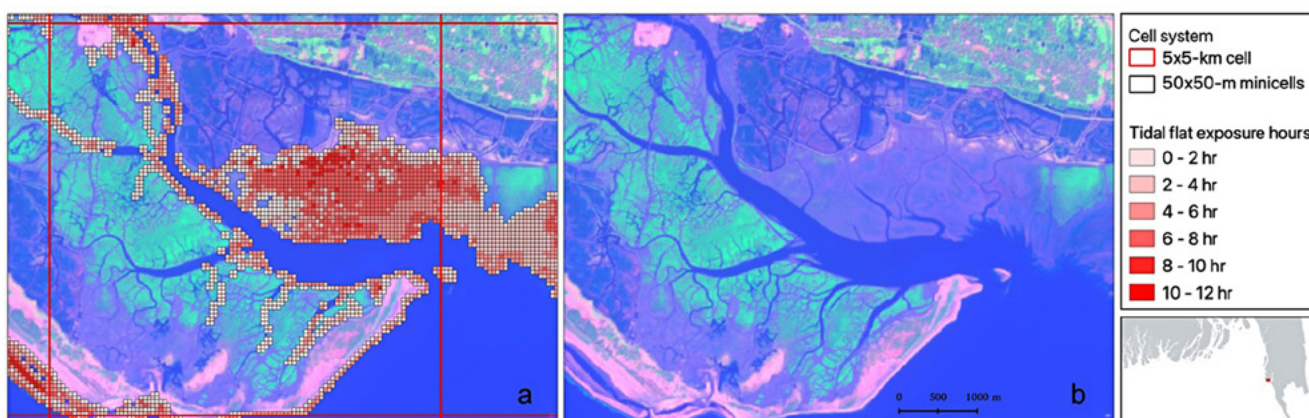 a
b
0 500 1000 m
Cell system
5x5-km cell
50x50-m minicells
Tidal flat exposure hours
0 - 2 hr
2 - 4 hr
4 - 6 hr
6 - 8 hr
8 - 10 hr
10 - 12 hr